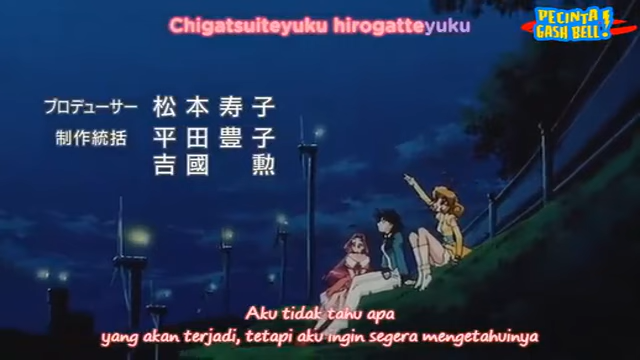 Chigatsuiteyuku hirogatteyuku
PECINTA
GASH BELL!
プロデューサー 松本寿子
制作統括 平田豊子
吉國 勲
Aku tidak tahu apa
yang akan terjadi, tetapi aku ingin segera mengetahuinya